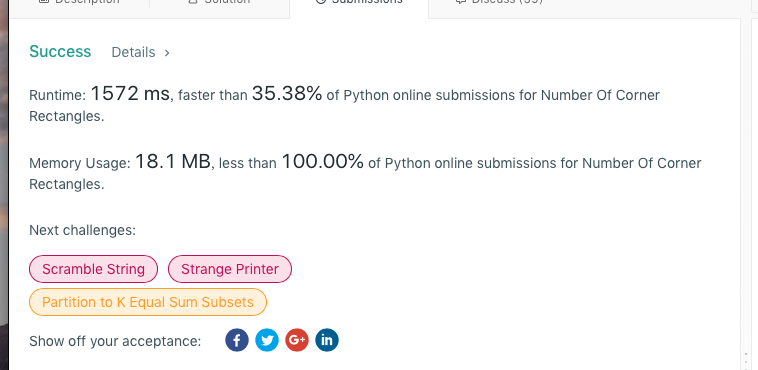 Description Solution Submissions Discuss (55)
Success Details >
Runtime: 1572 ms, faster than 35.38% of Python online submissions for Number Of Corner
Rectangles.
Memory Usage: 18.1 MB, less than 100.00% of Python online submissions for Number Of Corner
Rectangles.
Next challenges:
Scramble String Strange Printer
Partition to K Equal Sum Subsets
Show off your acceptance: f G+ in